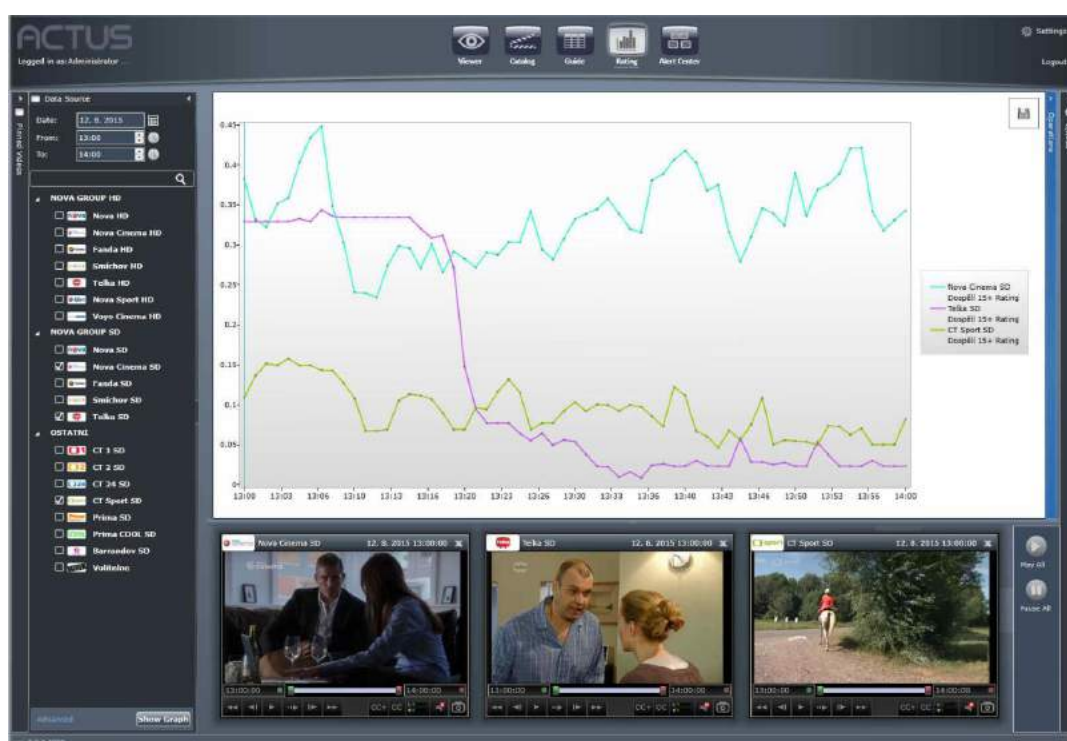 ACTUS
Logged in as: Administrator ...
Viewer
Catalog
Guide
Rating
Alert Center
Settings
Logout
Pinned Videos
Data Source
Date:
12. 8. 2015
From:
13:00
To:
14:00
NOVA GROUP HD
Nova HD
Nova Cinema HD
Fanda HD
Smichov HD
Telka HD
Nova Sport HD
Voyo Cinema HD
NOVA GROUP SD
Nova SD
Nova Cinema SD
Fanda SD
Smichov SD
Telka SD
OSTATNI
CT 1 SD
CT 2 SD
CT 24 SD
CT Sport SD
Prima SD
Prima COOL SD
Barrandov SD
Volitelne
Advanced
Show Graph
0.45
0.4
0.35
0.3
0.25
0.2
0.15
0.1
0.05
0
13:00 13:03 13:06 13:10 13:13 13:16 13:20 13:23 13:26 13:30 13:33 13:36 13:40 13:43 13:46 13:50 13:53 13:56 14:00
Nova Cinema SD
Dospělí 15+ Rating
Telka SD
Dospělí 15+ Rating
CT Sport SD
Dospělí 15+ Rating
Operations
Nova Cinema SD 12. 8. 2015 13:00:00
13:00:00 14:00:00
CC+ CC
Telka SD 12. 8. 2015 13:00:00
13:00:00 14:00:00
CC+ CC
sport CT Sport SD 12. 8. 2015 13:00:00
13:00:00 14:00:00
CC+ CC
Play All
Pause All